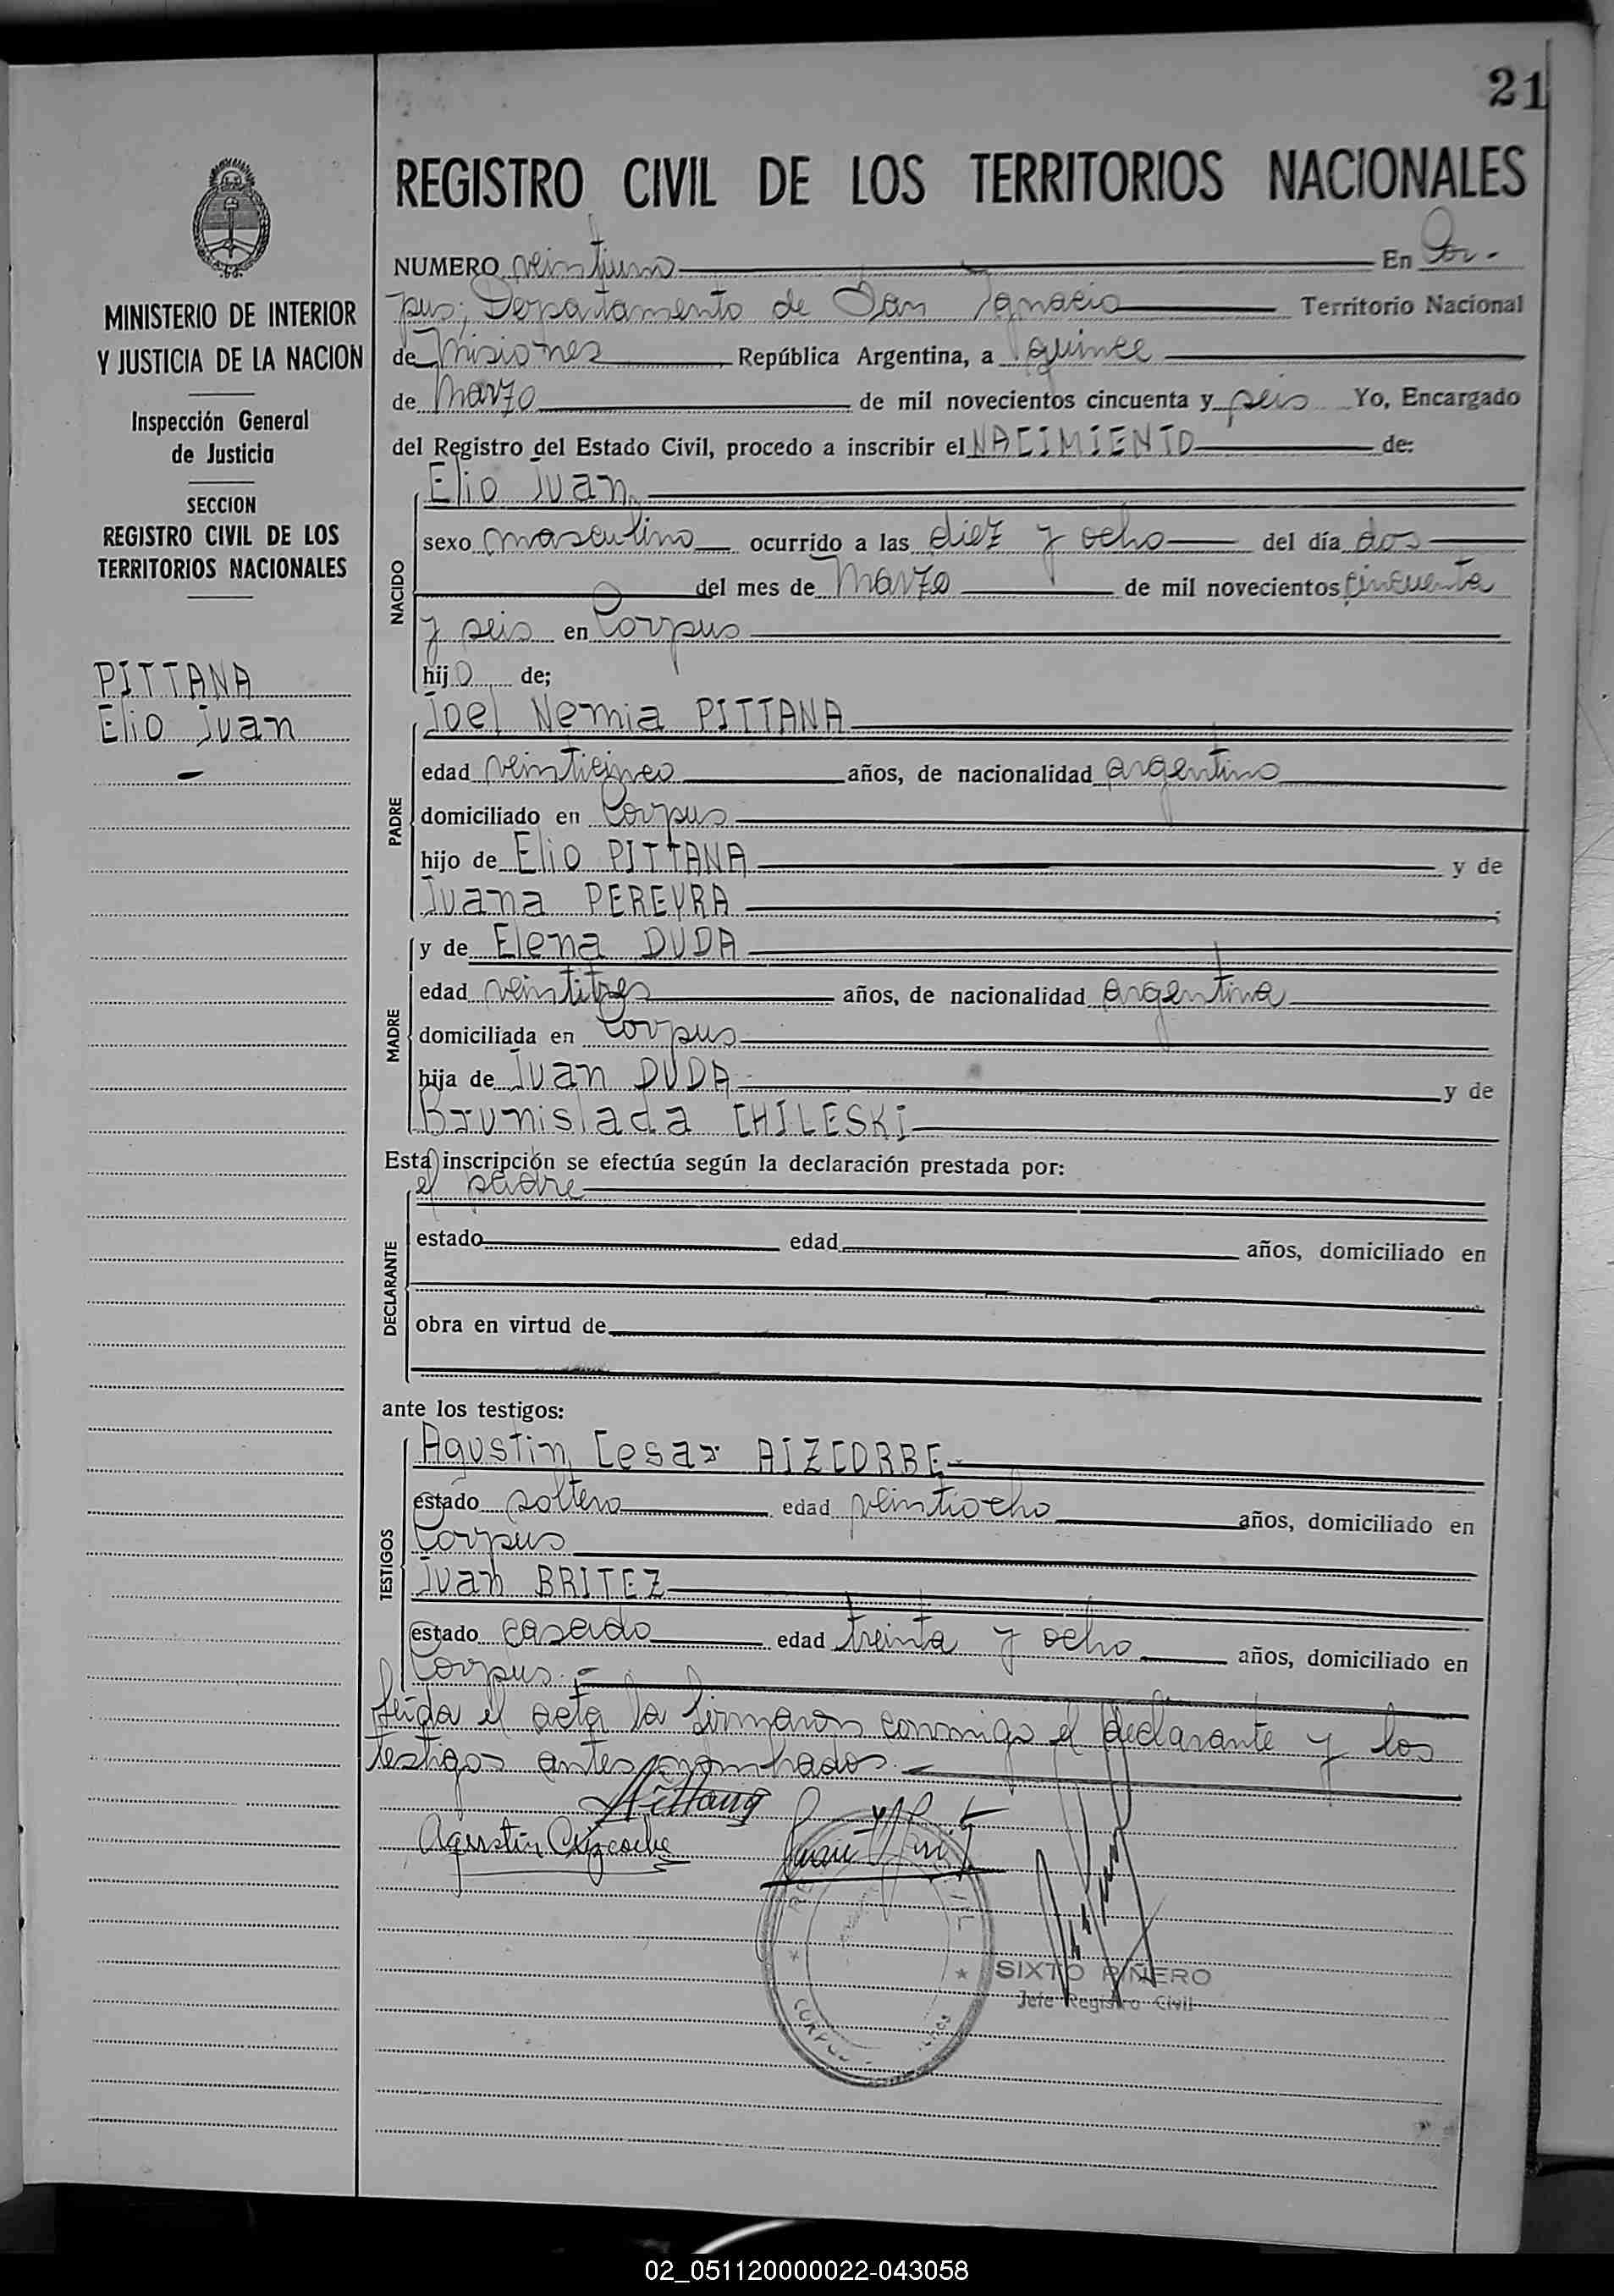 21
REGISTRO CIVIL DE LOS TERRITORIOS NACIONALES
MINISTERIO DE INTERIOR
Y JUSTICIA DE LA NACION
Inspección General
de Justicia
SECCION
REGISTRO CIVIL DE LOS
TERRITORIOS NACIONALES
PITTANA
Elio Juan
NUMERO veintiuno En Cor-
pus, Departamento de San Ignacio Territorio Nacional
de Misiones, República Argentina, a quince
de Marzo de mil novecientos cincuenta y seis Yo, Encargado
del Registro del Estado Civil, procedo a inscribir el NACIMIENTO de:
NACIDO
Elio Juan
sexo masculino ocurrido a las diez y ocho del día dos
del mes de Marzo de mil novecientos cincuenta
y seis en Corpus
hijo de;
PADRE
Joel Nemia PITTANA
edad veinticinco años, de nacionalidad argentino
domiciliado en Corpus
hijo de Elio PITTANA y de
Juana PEREYRA
MADRE
y de Elena DUDA
edad veintitres años, de nacionalidad argentina
domiciliada en Corpus
hija de Juan DUDA y de
Brunislada CHILESKI
Esta inscripción se efectúa según la declaración prestada por:
DECLARANTE
el padre
estado edad años, domiciliado en
obra en virtud de
ante los testigos:
TESTIGOS
Agustin Cesar AIZCORBE
estado soltero edad veintiocho años, domiciliado en
Corpus
Juan BRITEZ
estado casado edad treinta y ocho años, domiciliado en
Corpus.=
Leida el acta la firmaron conmigo el declarante y los
testigos antes nombrados.
Pittana
Agustin Aizcorbe
SIXTO PIÑERO
Jefe Registro Civil
CORPUS
02_051120000022-043058